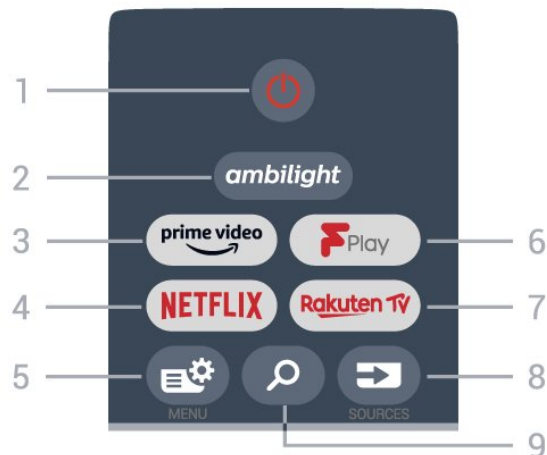 1
2 ambilight
3 prime video FPlay 6
4 NETFLIX Rakuten TV 7
5 8
MENU SOURCES
9